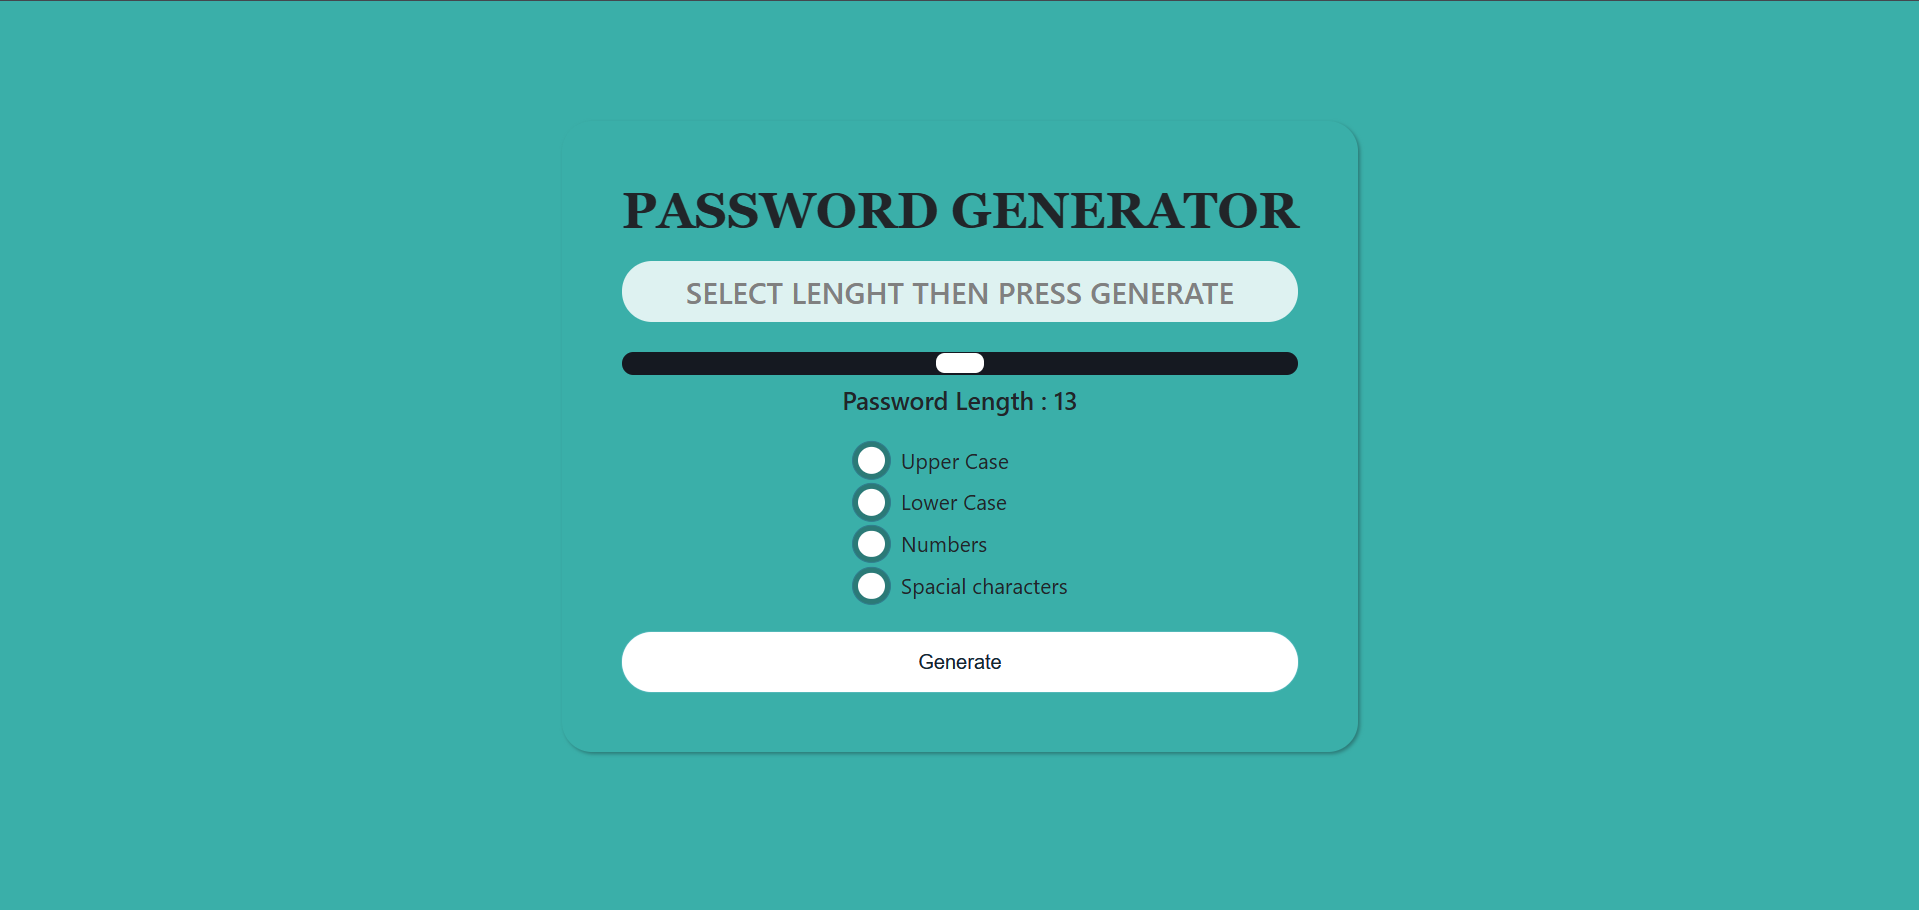 PASSWORD GENERATOR
SELECT LENGHT THEN PRESS GENERATE
Password Length : 13
Upper Case
Lower Case
Numbers
Spacial characters
Generate